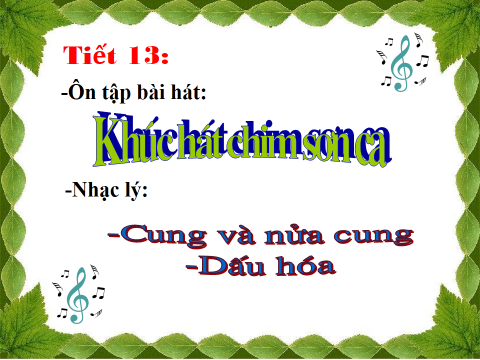 Tiết 13:
-Ôn tập bài hát:
Khúc hát chim sơn ca
-Nhạc lý:
-Cung và nửa cung
-Dấu hóa